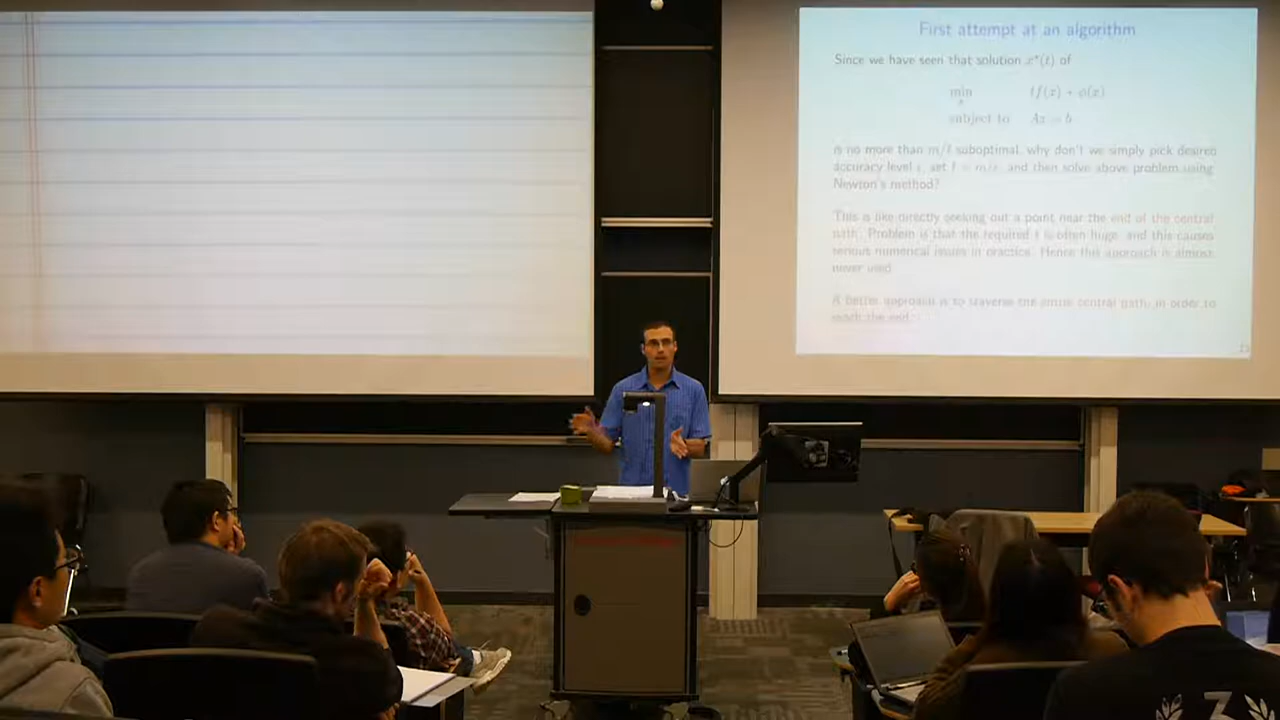 First attempt at an algorithm
Since we have seen that solution x*(t) of
min tf(x) + φ(x)
x
subject to Ax = b
is no more than m/t suboptimal, why don't we simply pick desired
accuracy level ε, set t = m/ε, and then solve above problem using
Newton's method?
This is like directly seeking out a point near the end of the central
path. Problem is that the required t is often huge, and this causes
serious numerical issues in practice. Hence this approach is almost
never used
A better approach is to traverse the entire central path, in order to
reach the end.
Z